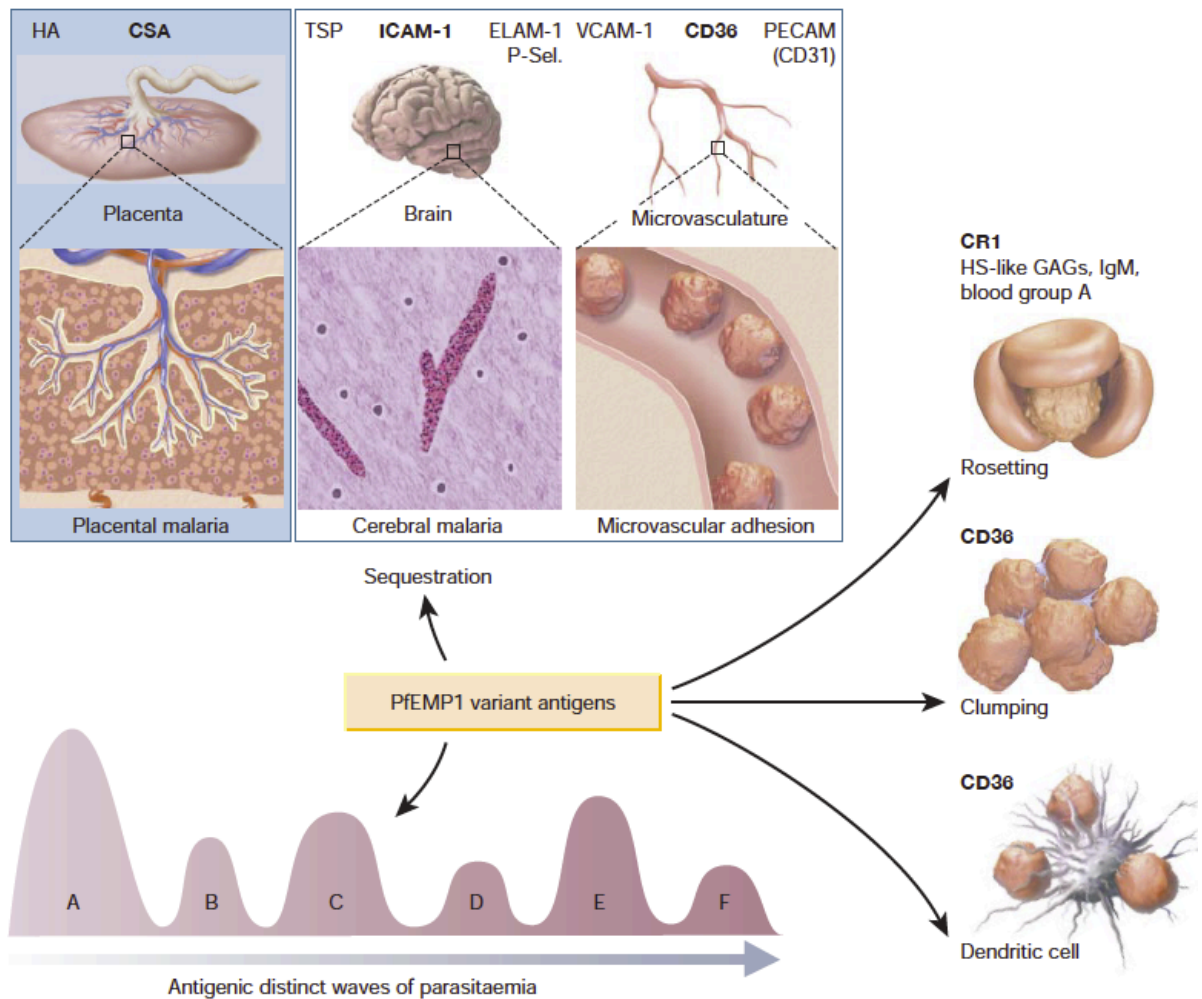 HA CSA
TSP ICAM-1 ELAM-1
P-Sel.
VCAM-1 CD36 PECAM
(CD31)
Placenta
Brain
Microvasculature
Placental malaria
Cerebral malaria
Microvascular adhesion
CR1
HS-like GAGs, IgM,
blood group A
Rosetting
Sequestration
CD36
Clumping
PfEMP1 variant antigens
CD36
Dendritic cell
A B C D E F
Antigenic distinct waves of parasitaemia